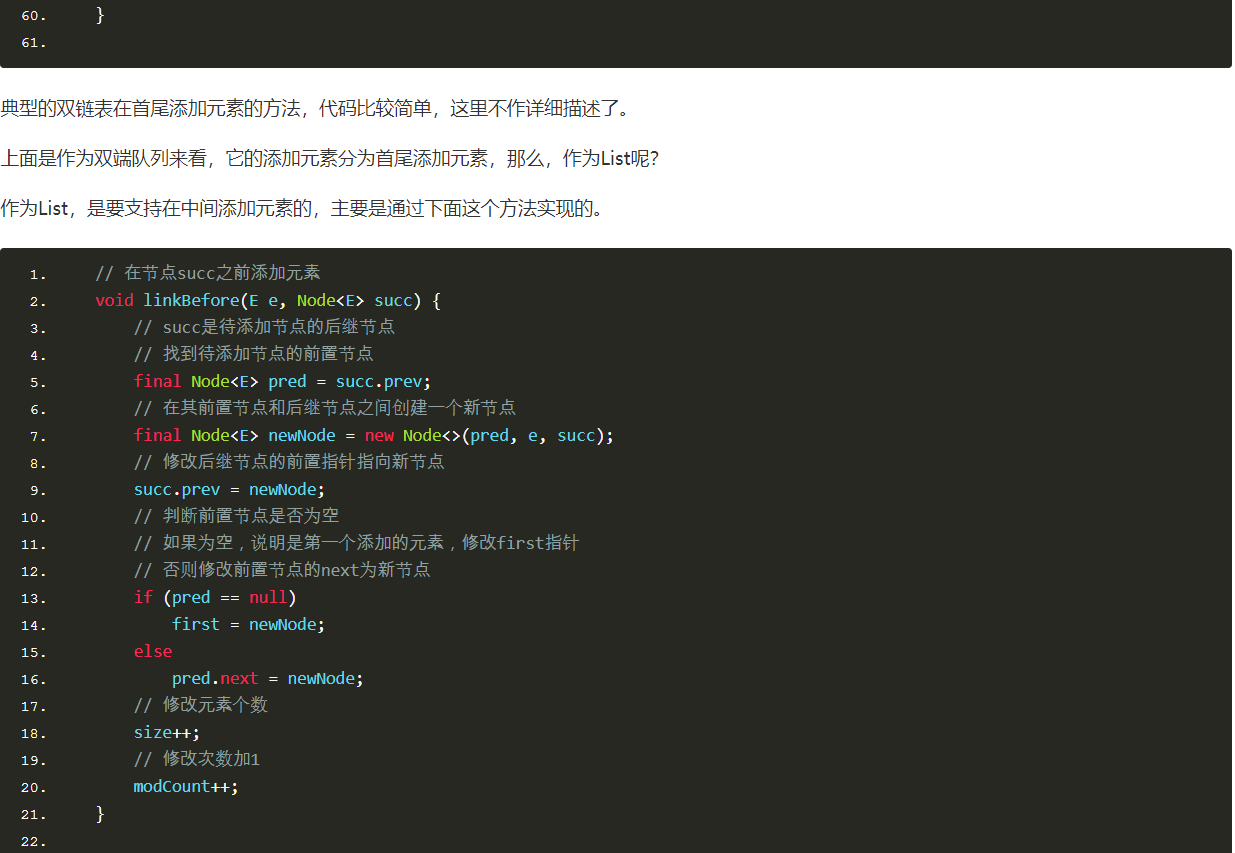 60.    }
61.
典型的双链表在首尾添加元素的方法，代码比较简单，这里不作详细描述了。
上面是作为双端队列来看，它的添加元素分为首尾添加元素，那么，作为List呢？
作为List，是要支持在中间添加元素的，主要是通过下面这个方法实现的。
1.    // 在节点succ之前添加元素
2.    void linkBefore(E e, Node<E> succ) {
3.        // succ是待添加节点的后继节点
4.        // 找到待添加节点的前置节点
5.        final Node<E> pred = succ.prev;
6.        // 在其前置节点和后继节点之间创建一个新节点
7.        final Node<E> newNode = new Node<>(pred, e, succ);
8.        // 修改后继节点的前置指针指向新节点
9.        succ.prev = newNode;
10.        // 判断前置节点是否为空
11.        // 如果为空，说明是第一个添加的元素，修改first指针
12.        // 否则修改前置节点的next为新节点
13.        if (pred == null)
14.            first = newNode;
15.        else
16.            pred.next = newNode;
17.        // 修改元素个数
18.        size++;
19.        // 修改次数加1
20.        modCount++;
21.    }
22.